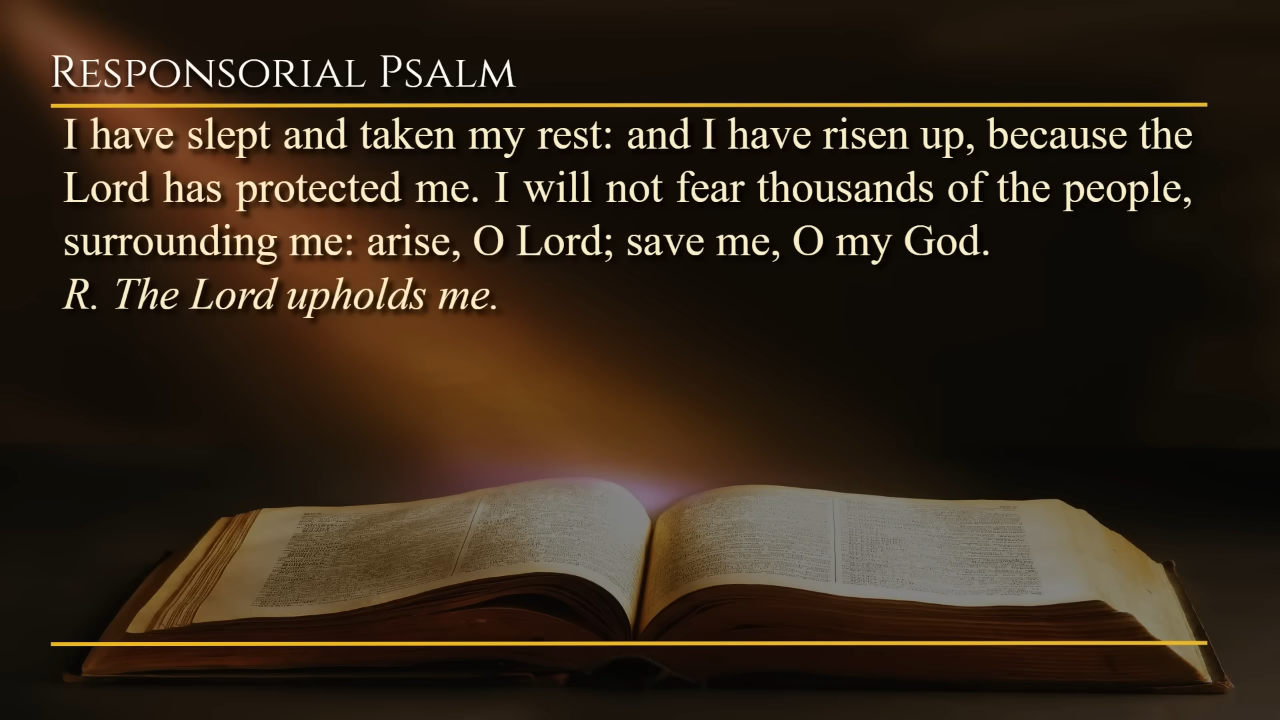 Responsorial Psalm
I have slept and taken my rest: and I have risen up, because the
Lord has protected me. I will not fear thousands of the people,
surrounding me: arise, O Lord; save me, O my God.
R. The Lord upholds me.